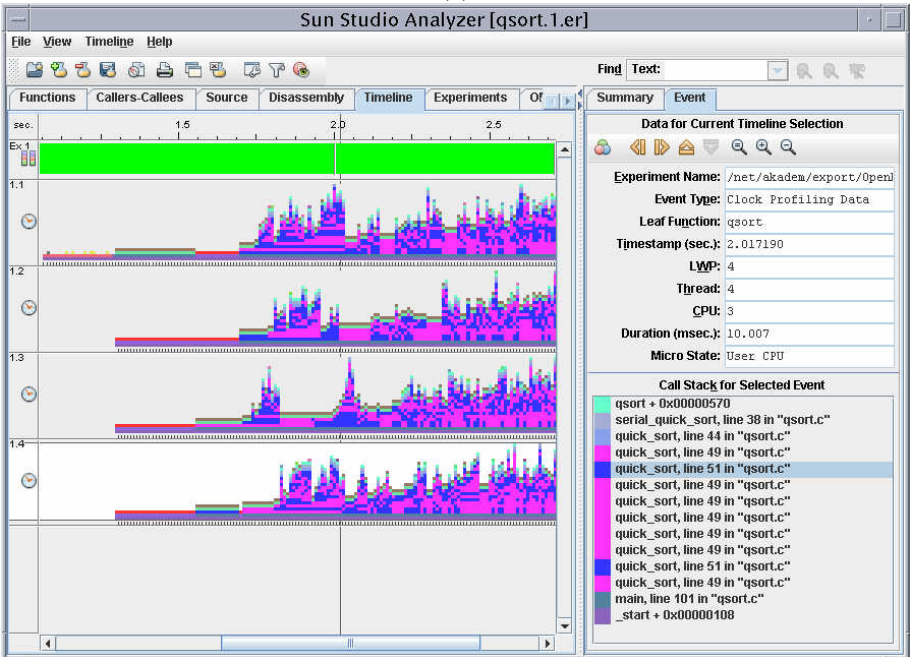 Sun Studio Analyzer [qsort.1.er]
File View Timeline Help
Find Text:
Functions Callers-Callees Source Disassembly Timeline Experiments
Summary Event
sec. 1.5 2.0 2.5
Ex 1
1.1
1.2
1.3
1.4
Data for Current Timeline Selection
Experiment Name: /net/akadem/export/Open
Event Type: Clock Profiling Data
Leaf Function: qsort
Timestamp (sec.): 2.017190
LWP: 4
Thread: 4
CPU: 3
Duration (msec.): 10.007
Micro State: User CPU
Call Stack for Selected Event
qsort + 0x00000570
serial_quick_sort, line 38 in "qsort.c"
quick_sort, line 44 in "qsort.c"
quick_sort, line 49 in "qsort.c"
quick_sort, line 51 in "qsort.c"
quick_sort, line 49 in "qsort.c"
quick_sort, line 49 in "qsort.c"
quick_sort, line 49 in "qsort.c"
quick_sort, line 49 in "qsort.c"
quick_sort, line 49 in "qsort.c"
quick_sort, line 51 in "qsort.c"
quick_sort, line 49 in "qsort.c"
main, line 101 in "qsort.c"
_start + 0x00000108